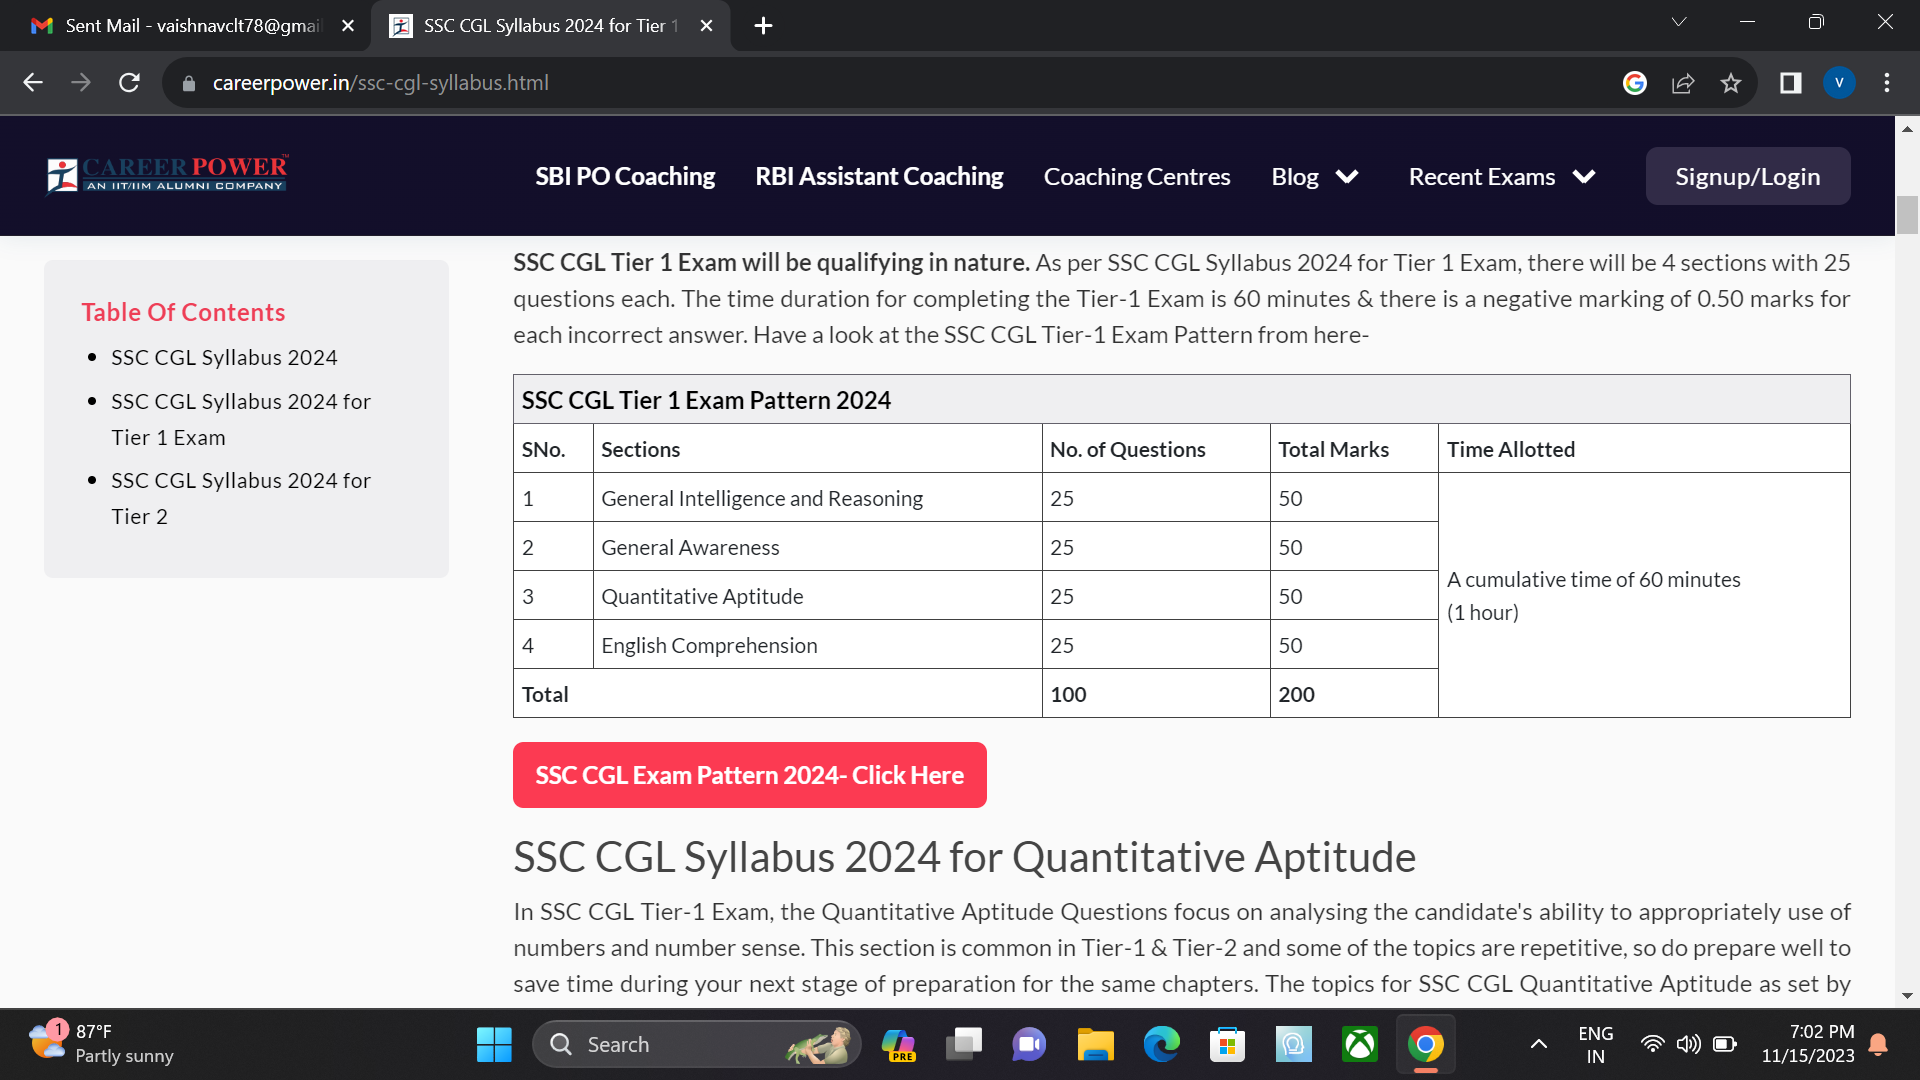 Sent Mail - vaishnavclt78@gmai
SSC CGL Syllabus 2024 for Tier 1
careerpower.in/ssc-cgl-syllabus.html
V
CAREER POWER
AN IIT/IIM ALUMNI COMPANY
SBI PO Coaching
RBI Assistant Coaching
Coaching Centres
Blog
Recent Exams
Signup/Login
Table Of Contents
SSC CGL Syllabus 2024
SSC CGL Syllabus 2024 for
Tier 1 Exam
SSC CGL Syllabus 2024 for
Tier 2
SSC CGL Tier 1 Exam will be qualifying in nature. As per SSC CGL Syllabus 2024 for Tier 1 Exam, there will be 4 sections with 25
questions each. The time duration for completing the Tier-1 Exam is 60 minutes & there is a negative marking of 0.50 marks for
each incorrect answer. Have a look at the SSC CGL Tier-1 Exam Pattern from here-
SSC CGL Tier 1 Exam Pattern 2024
SNo. Sections No. of Questions Total Marks Time Allotted
1 General Intelligence and Reasoning 25 50
2 General Awareness 25 50
3 Quantitative Aptitude 25 50
4 English Comprehension 25 50
Total 100 200
A cumulative time of 60 minutes
(1 hour)
SSC CGL Exam Pattern 2024- Click Here
SSC CGL Syllabus 2024 for Quantitative Aptitude
In SSC CGL Tier-1 Exam, the Quantitative Aptitude Questions focus on analysing the candidate's ability to appropriately use of
numbers and number sense. This section is common in Tier-1 & Tier-2 and some of the topics are repetitive, so do prepare well to
save time during your next stage of preparation for the same chapters. The topics for SSC CGL Quantitative Aptitude as set by
1
87°F
Partly sunny
Search
PRE
ENG
IN
7:02 PM
11/15/2023